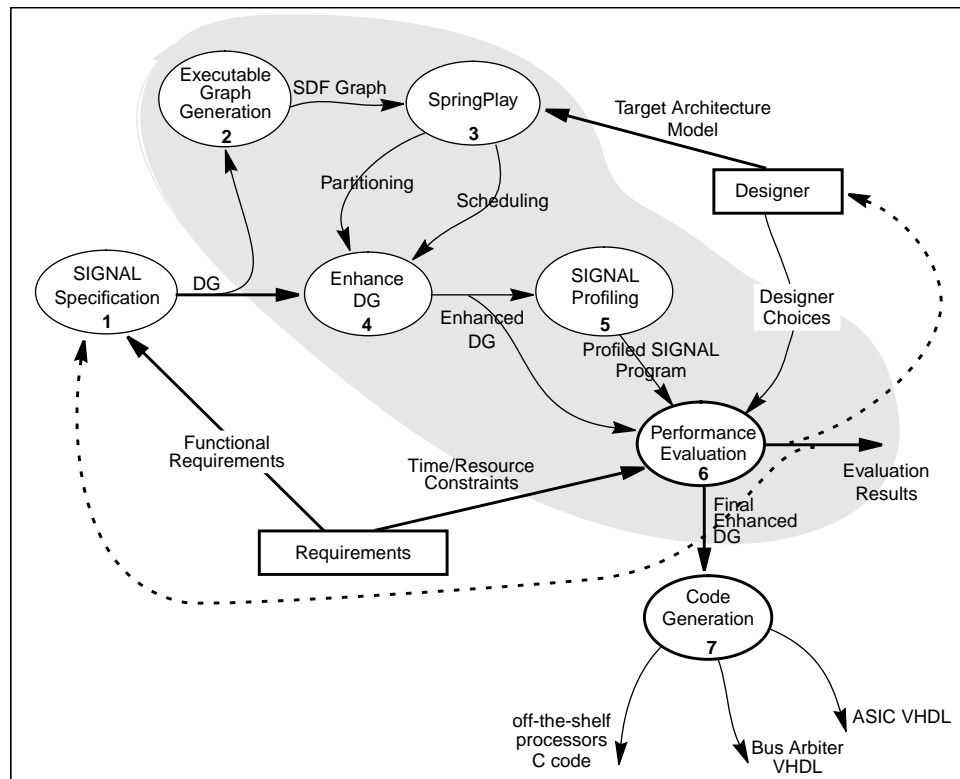 Executable
Graph
Generation
2
SDF Graph
SpringPlay
3
Target Architecture
Model
Partitioning
Scheduling
Designer
SIGNAL
Specification
1
DG
Enhance
DG
4
Enhanced
DG
SIGNAL
Profiling
5
Designer
Choices
Profiled SIGNAL
Program
Functional
Requirements
Time/Resource
Constraints
Performance
Evaluation
6
Evaluation
Results
Final
Enhanced
DG
Requirements
Code
Generation
7
off-the-shelf
processors
C code
Bus Arbiter
VHDL
ASIC VHDL